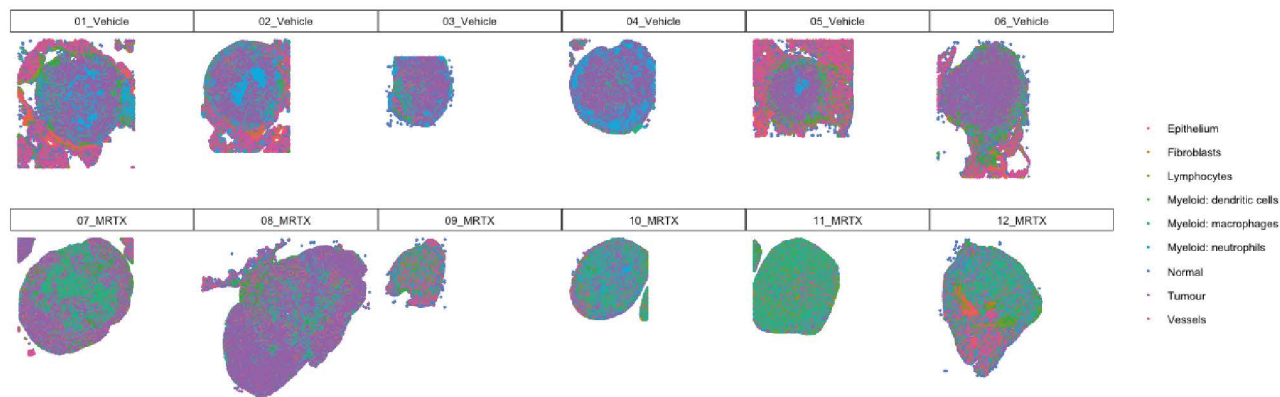 01_Vehicle 02_Vehicle 03_Vehicle 04_Vehicle 05_Vehicle 06_Vehicle
07_MRTX 08_MRTX 09_MRTX 10_MRTX 11_MRTX 12_MRTX
Epithelium
Fibroblasts
Lymphocytes
Myeloid: dendritic cells
Myeloid: macrophages
Myeloid: neutrophils
Normal
Tumour
Vessels